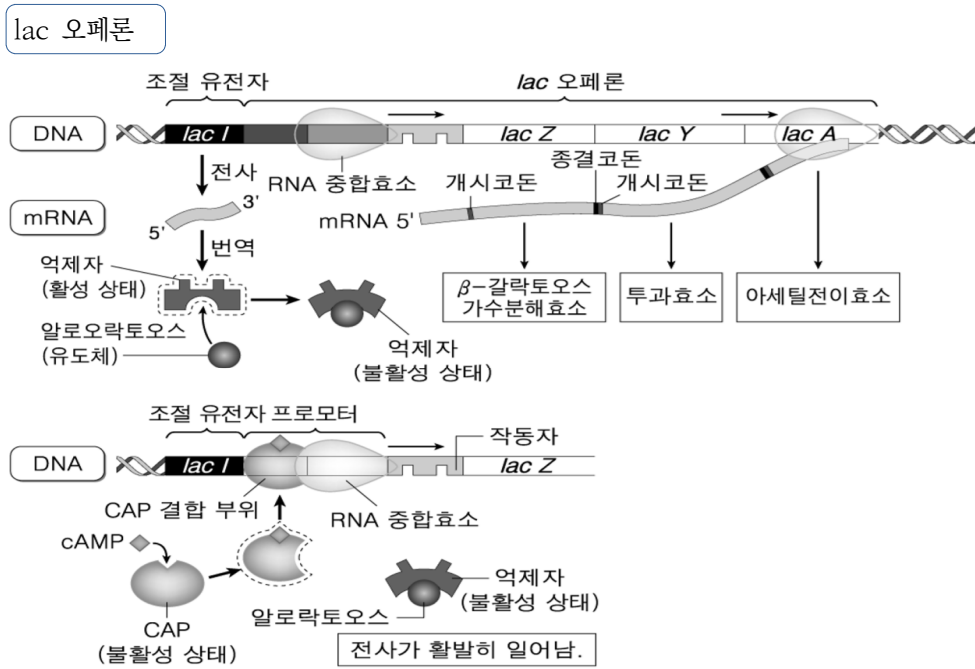 lac 오페론
조절 유전자
lac 오페론
DNA
lac I
lac Z
lac Y
lac A
전사
RNA 중합효소
종결코돈
개시코돈
개시코돈
mRNA
3'
5'
mRNA 5'
번역
억제자
(활성 상태)
β-갈락토오스
가수분해효소
투과효소
아세틸전이효소
알로오락토오스
(유도체)
억제자
(불활성 상태)
조절 유전자 프로모터
작동자
DNA
lac I
lac Z
CAP 결합 부위
RNA 중합효소
cAMP
억제자
(불활성 상태)
알로락토오스
CAP
(불활성 상태)
전사가 활발히 일어남.